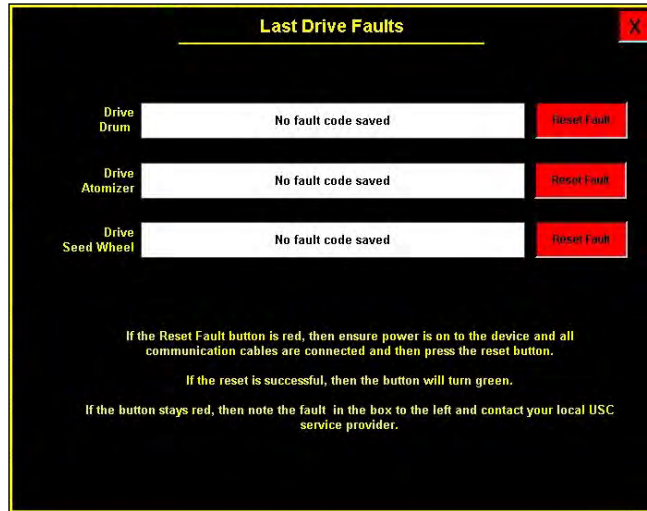 Last Drive Faults
X
Drive
Drum
No fault code saved
Reset Fault
Drive
Atomizer
No fault code saved
Reset Fault
Drive
Seed Wheel
No fault code saved
Reset Fault
If the Reset Fault button is red, then ensure power is on to the device and all
communication cables are connected and then press the reset button.
If the reset is successful, then the button will turn green.
If the button stays red, then note the fault in the box to the left and contact your local USC
service provider.